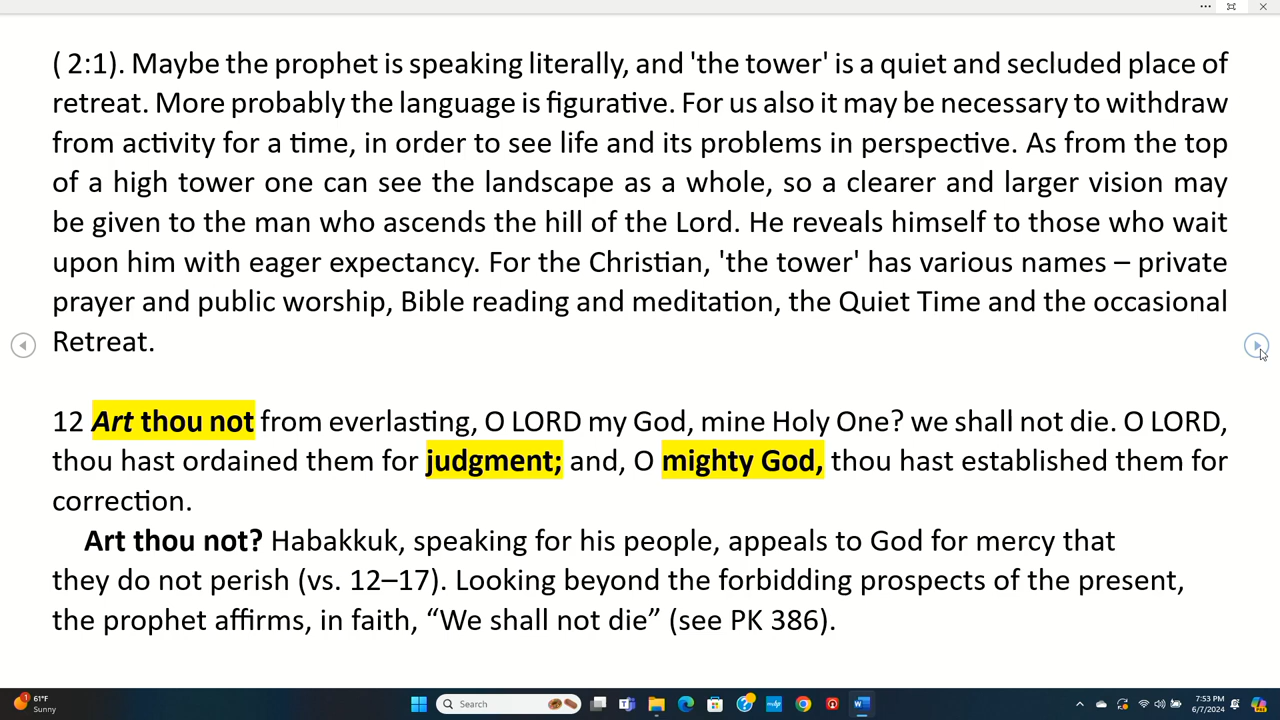 ( 2:1). Maybe the prophet is speaking literally, and 'the tower' is a quiet and secluded place of
retreat. More probably the language is figurative. For us also it may be necessary to withdraw
from activity for a time, in order to see life and its problems in perspective. As from the top
of a high tower one can see the landscape as a whole, so a clearer and larger vision may
be given to the man who ascends the hill of the Lord. He reveals himself to those who wait
upon him with eager expectancy. For the Christian, 'the tower' has various names – private
prayer and public worship, Bible reading and meditation, the Quiet Time and the occasional
Retreat.
12 Art thou not from everlasting, O LORD my God, mine Holy One? we shall not die. O LORD,
thou hast ordained them for judgment; and, O mighty God, thou hast established them for
correction.
Art thou not? Habakkuk, speaking for his people, appeals to God for mercy that
they do not perish (vs. 12–17). Looking beyond the forbidding prospects of the present,
the prophet affirms, in faith, “We shall not die” (see PK 386).
1
61°F
Sunny
Search
7:53 PM
6/7/2024